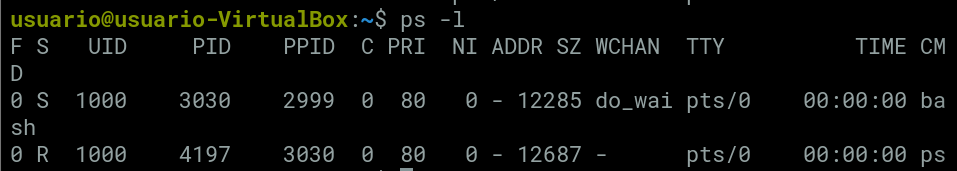 usuario@usuario-VirtualBox:~$ ps -l
F S   UID     PID    PPID  C PRI  NI ADDR SZ WCHAN  TTY          TIME CM
D
0 S  1000    3030    2999  0  80   0 - 12285 do_wai pts/0    00:00:00 ba
sh
0 R  1000    4197    3030  0  80   0 - 12687 -      pts/0    00:00:00 ps